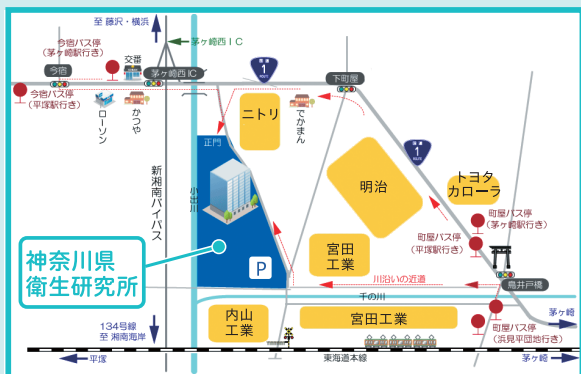 至 藤沢・横浜
茅ヶ崎西ＩＣ
今宿バス停
(茅ヶ崎駅行き)
交番
今宿
茅ヶ崎西IC
国道
1
ROUTE
下町屋
今宿バス停
(平塚駅行き)
ローソン
かつや
ニトリ
でかまん
正門
国道
1
ROUTE
新湘南バイパス
小出川
明治
トヨタ
カローラ
町屋バス停
(茅ヶ崎駅行き)
町屋バス停
(平塚駅行き)
神奈川県
衛生研究所
P
宮田
工業
川沿いの近道
鳥井戸橋
千の川
茅ヶ崎
内山
工業
宮田工業
町屋バス停
(浜見平団地行き)
134号線
至 湘南海岸
平塚
東海道本線
茅ヶ崎